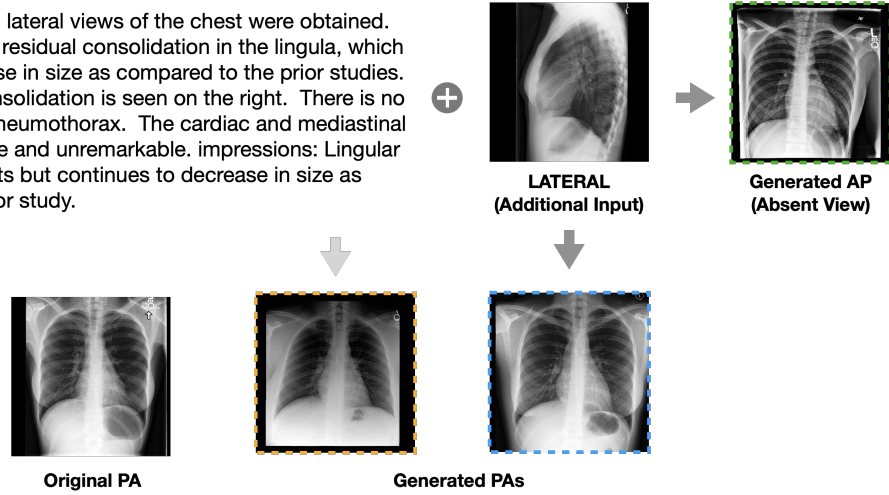 lateral views of the chest were obtained.
residual consolidation in the lingula, which
se in size as compared to the prior studies.
nsolidation is seen on the right. There is no
neumothorax. The cardiac and mediastinal
e and unremarkable. impressions: Lingular
ts but continues to decrease in size as
or study.
LATERAL
(Additional Input)
Generated AP
(Absent View)
Original PA
Generated PAs